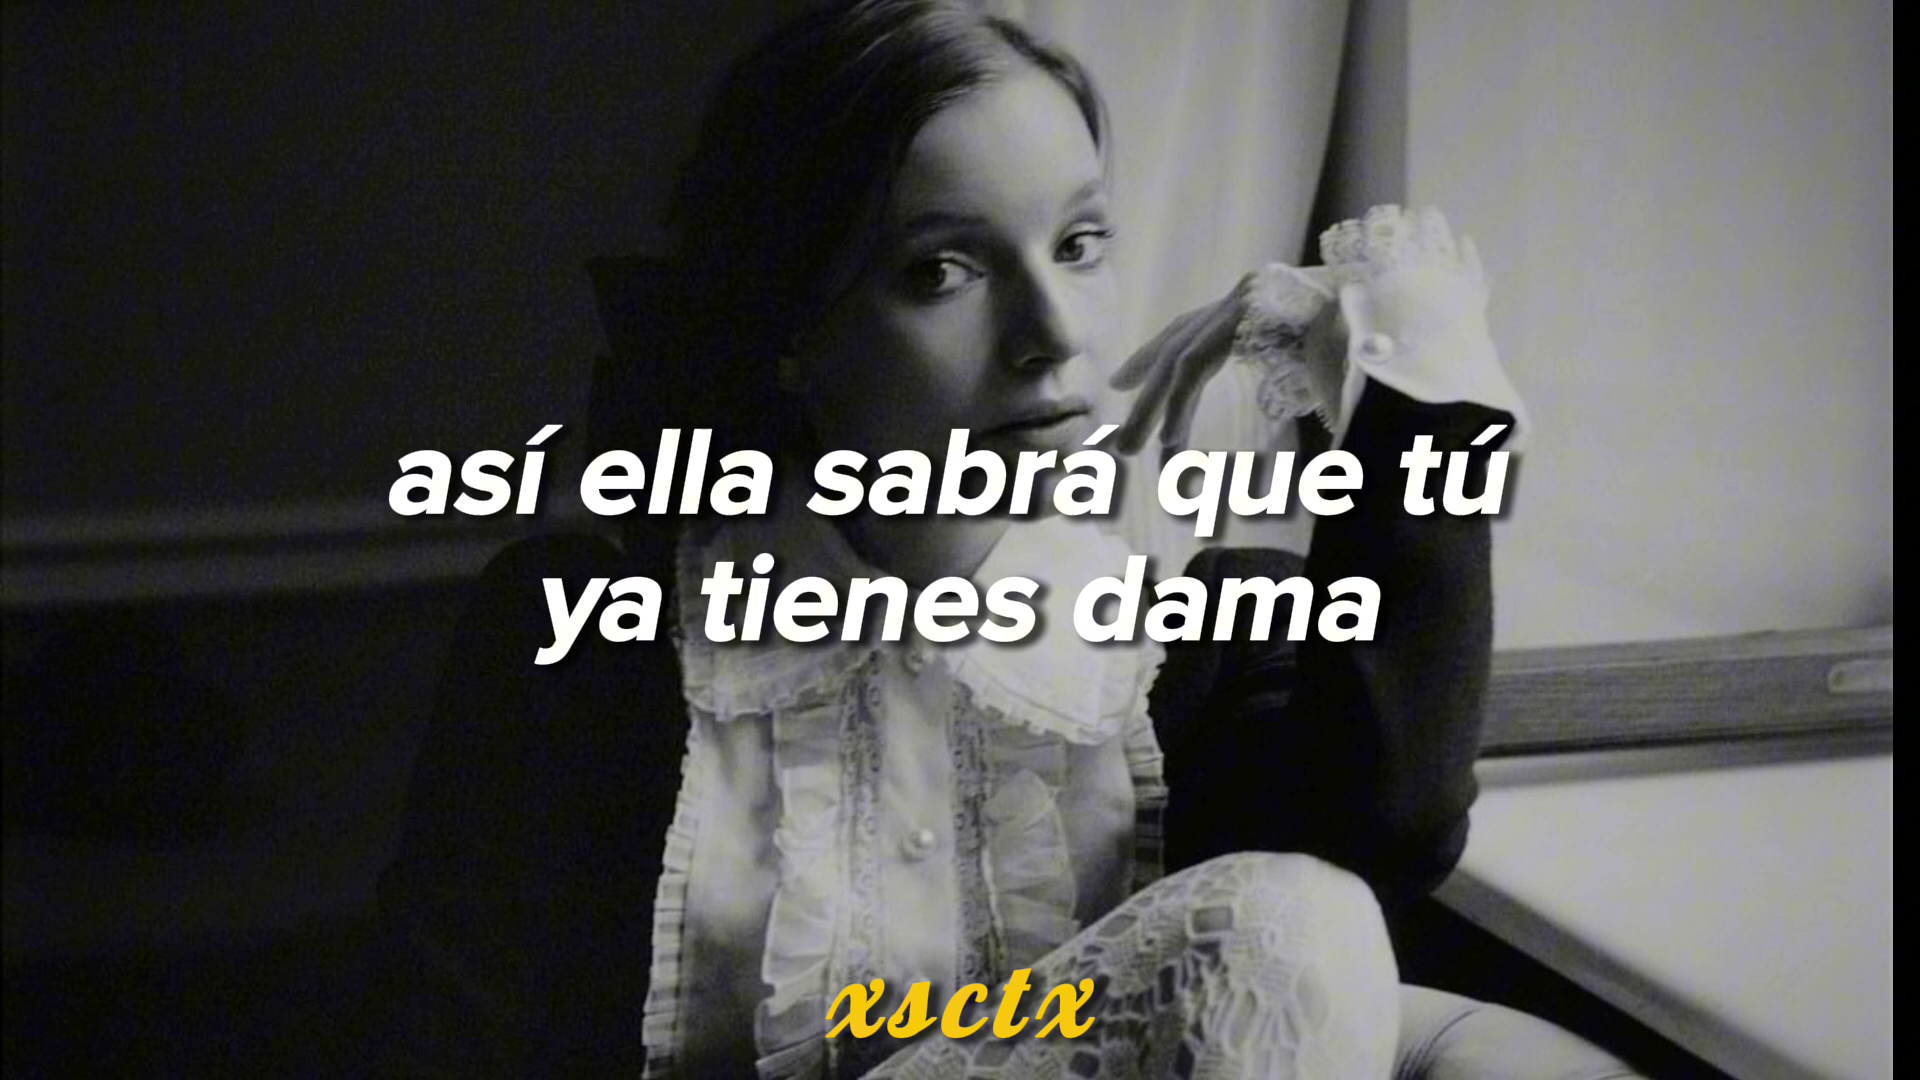 así ella sabrá que tú
ya tienes dama
xsctx